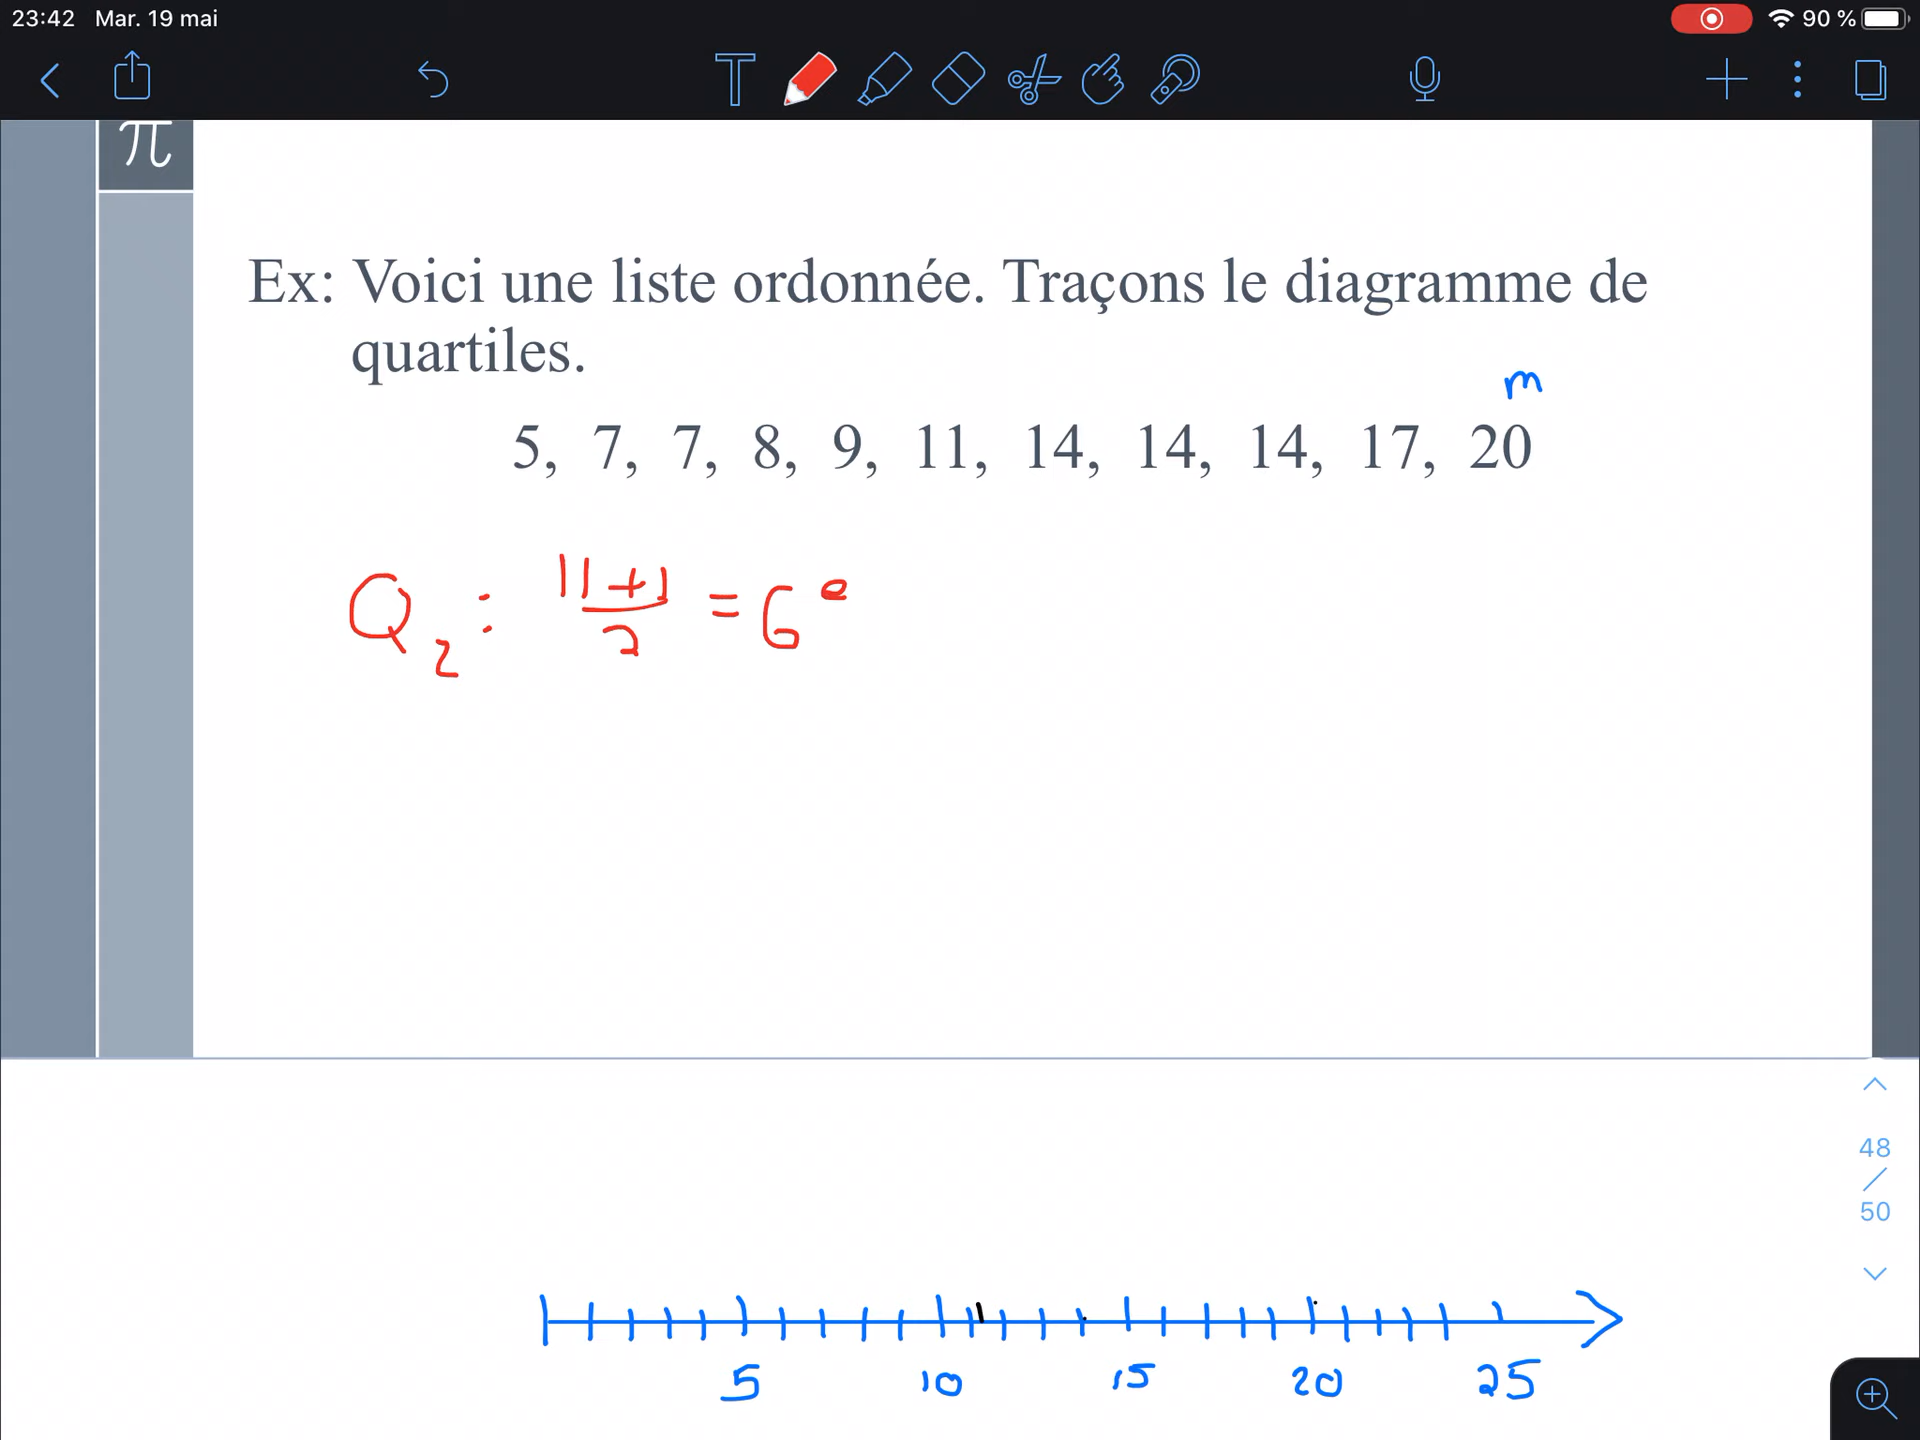 23:42 Mar. 19 mai 90 %
T
π
Ex: Voici une liste ordonnée. Traçons le diagramme de
quartiles.
m
5, 7, 7, 8, 9, 11, 14, 14, 14, 17, 20
Q₂ : (11+1)/2 = 6ᵉ
48
/
50
5 10 15 20 25